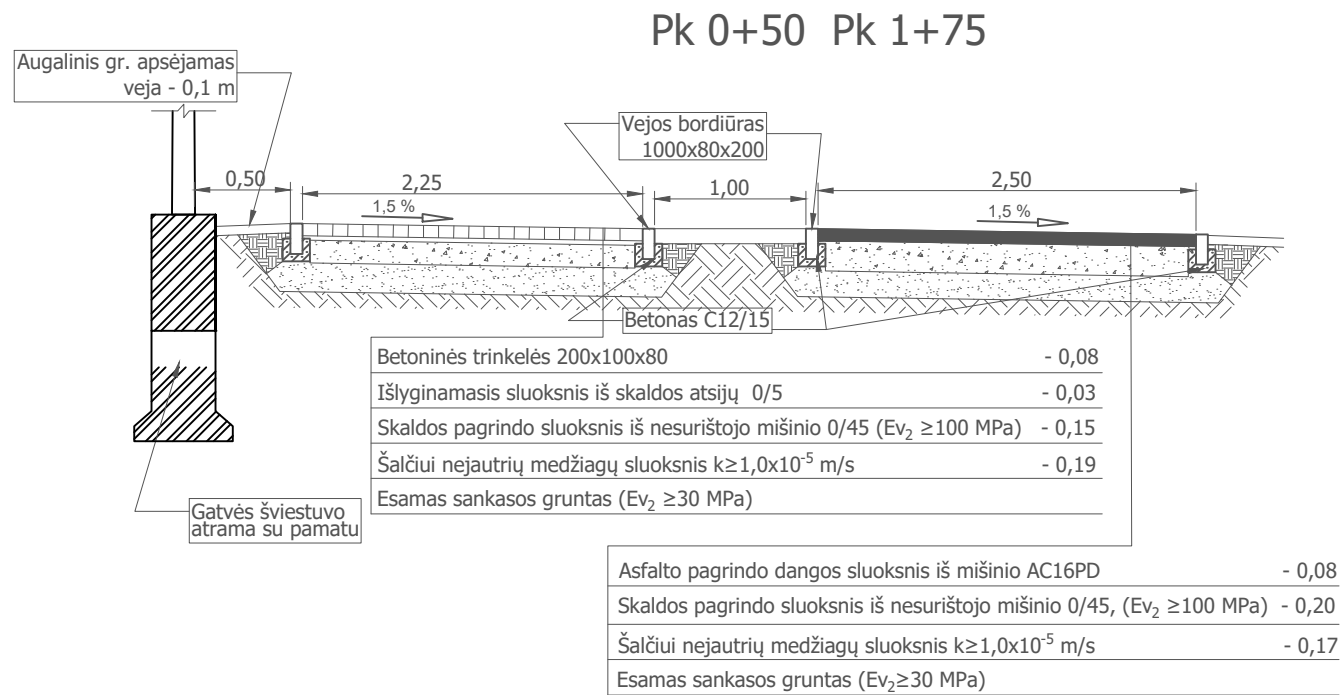 Pk 0+50 Pk 1+75
Augalinis gr. apsėjamas
veja - 0,1 m
Vejos bordiūras
1000x80x200
0,50
2,25
1,00
2,50
1,5 %
1,5 %
Betonas C12/15
Betoninės trinkelės 200x100x80 - 0,08
Išlyginamasis sluoksnis iš skaldos atsijų 0/5 - 0,03
Skaldos pagrindo sluoksnis iš nesurištojo mišinio 0/45 (Ev₂ ≥100 MPa) - 0,15
Šalčiui nejautrių medžiagų sluoksnis k≥1,0x10⁻⁵ m/s - 0,19
Esamas sankasos gruntas (Ev₂ ≥30 MPa)
Gatvės šviestuvo
atrama su pamatu
Asfalto pagrindo dangos sluoksnis iš mišinio AC16PD - 0,08
Skaldos pagrindo sluoksnis iš nesurištojo mišinio 0/45, (Ev₂ ≥100 MPa) - 0,20
Šalčiui nejautrių medžiagų sluoksnis k≥1,0x10⁻⁵ m/s - 0,17
Esamas sankasos gruntas (Ev₂≥30 MPa)